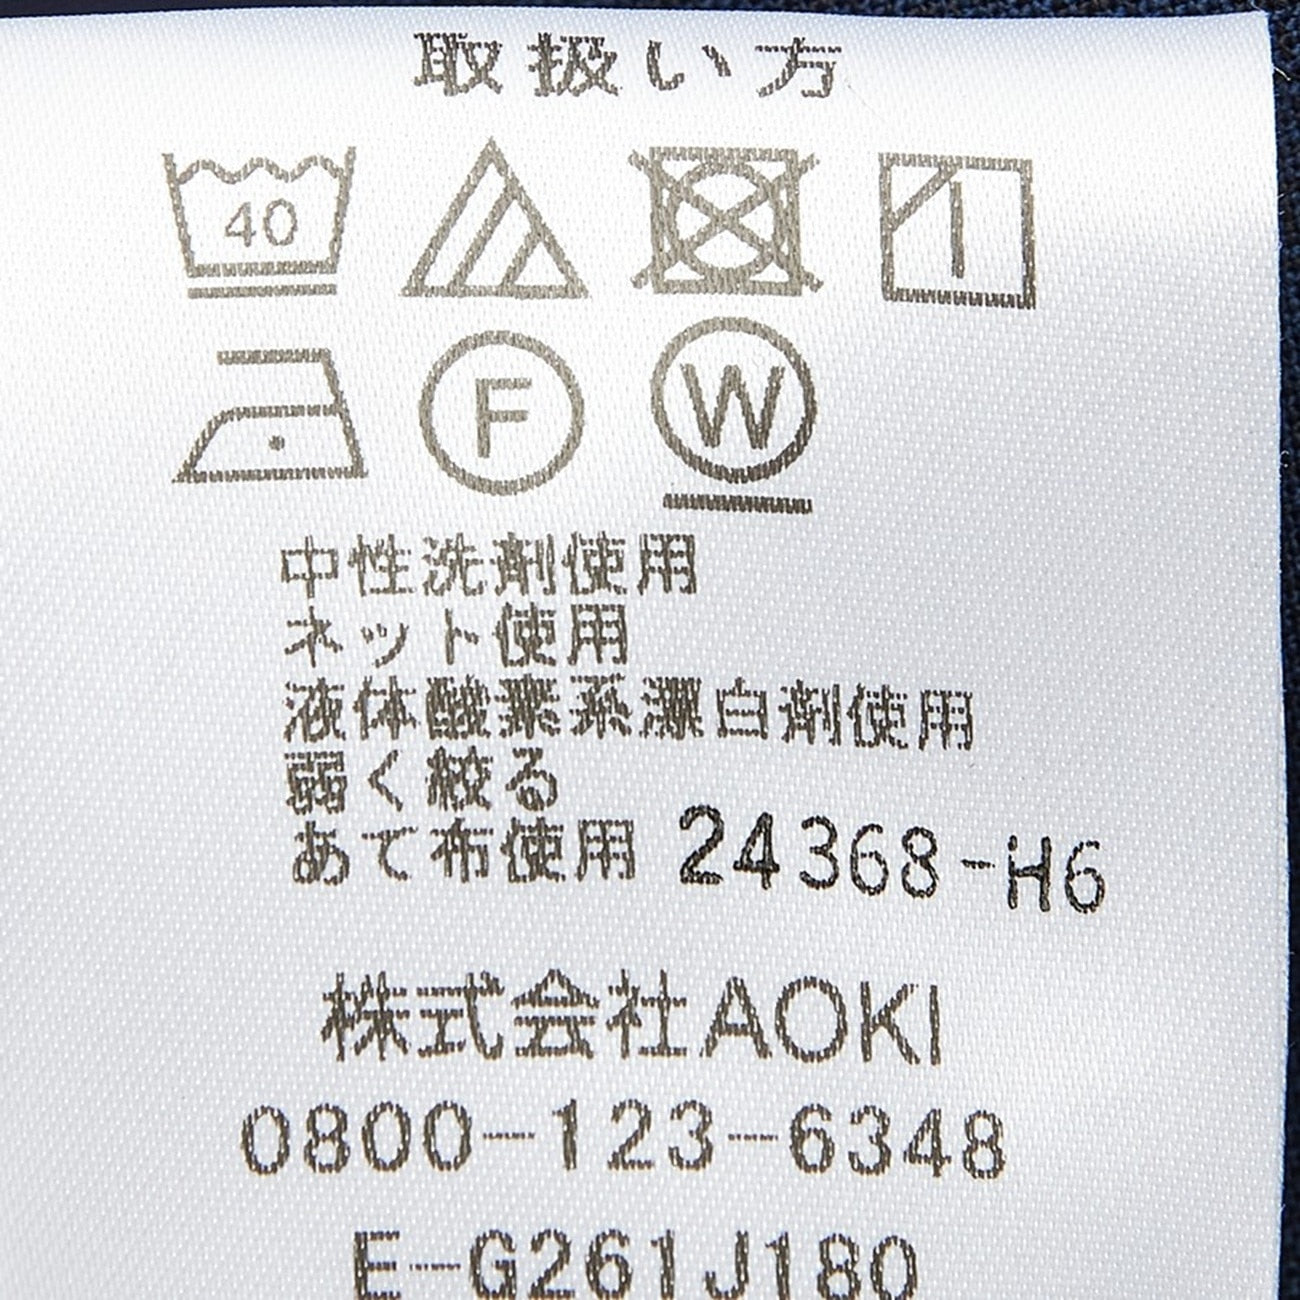 取扱い方
40
F W
中性洗剤使用
ネット使用
液体酸素系漂白剤使用
弱く絞る
あて布使用 24368-H6
株式会社AOKI
0800-123-6348
E-G261J180